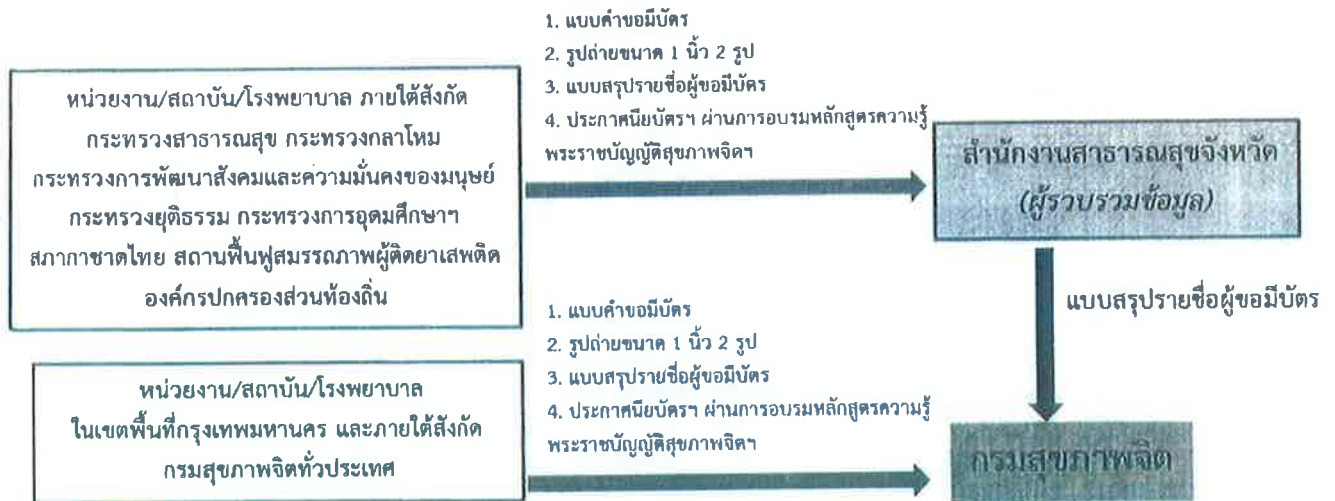 1. แบบคำขอมีบัตร
2. รูปถ่ายขนาด 1 นิ้ว 2 รูป
3. แบบสรุปรายชื่อผู้ขอมีบัตร
4. ประกาศนียบัตรฯ ผ่านการอบรมหลักสูตรความรู้
พระราชบัญญัติสุขภาพจิตฯ
หน่วยงาน/สถาบัน/โรงพยาบาล ภายใต้สังกัด
กระทรวงสาธารณสุข กระทรวงกลาโหม
กระทรวงการพัฒนาสังคมและความมั่นคงของมนุษย์
กระทรวงยุติธรรม กระทรวงการอุดมศึกษาฯ
สภากาชาดไทย สถานฟื้นฟูสมรรถภาพผู้ติดยาเสพติด
องค์กรปกครองส่วนท้องถิ่น
สำนักงานสาธารณสุขจังหวัด
(ผู้รวบรวมข้อมูล)
แบบสรุปรายชื่อผู้ขอมีบัตร
1. แบบคำขอมีบัตร
2. รูปถ่ายขนาด 1 นิ้ว 2 รูป
3. แบบสรุปรายชื่อผู้ขอมีบัตร
4. ประกาศนียบัตรฯ ผ่านการอบรมหลักสูตรความรู้
พระราชบัญญัติสุขภาพจิตฯ
หน่วยงาน/สถาบัน/โรงพยาบาล
ในเขตพื้นที่กรุงเทพมหานคร และภายใต้สังกัด
กรมสุขภาพจิตทั่วประเทศ
กรมสุขภาพจิต